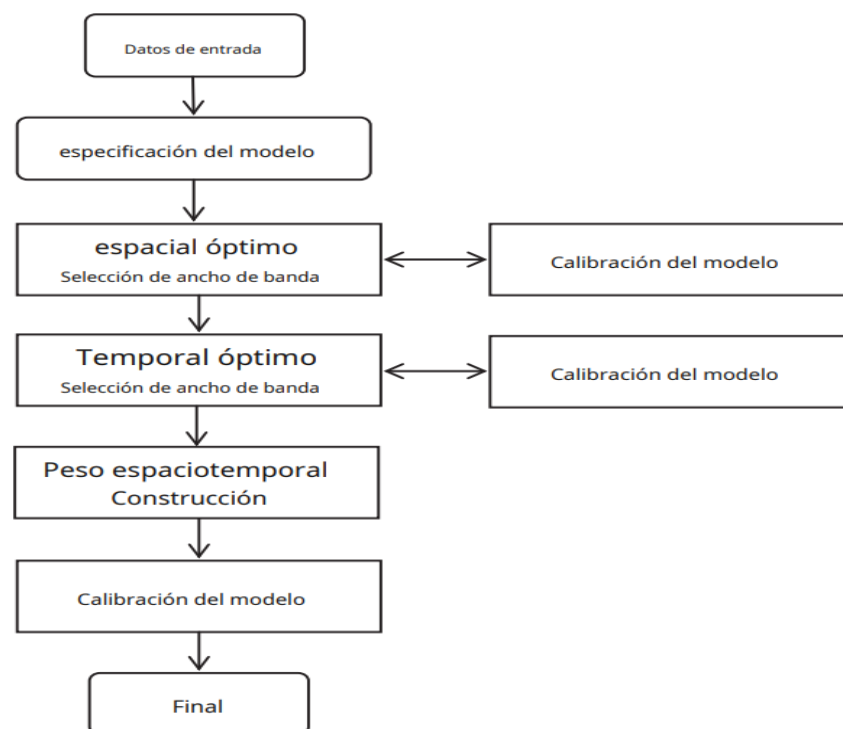 Datos de entrada
especificación del modelo
espacial óptimo
Selección de ancho de banda
Calibración del modelo
Temporal óptimo
Selección de ancho de banda
Calibración del modelo
Peso espaciotemporal
Construcción
Calibración del modelo
Final